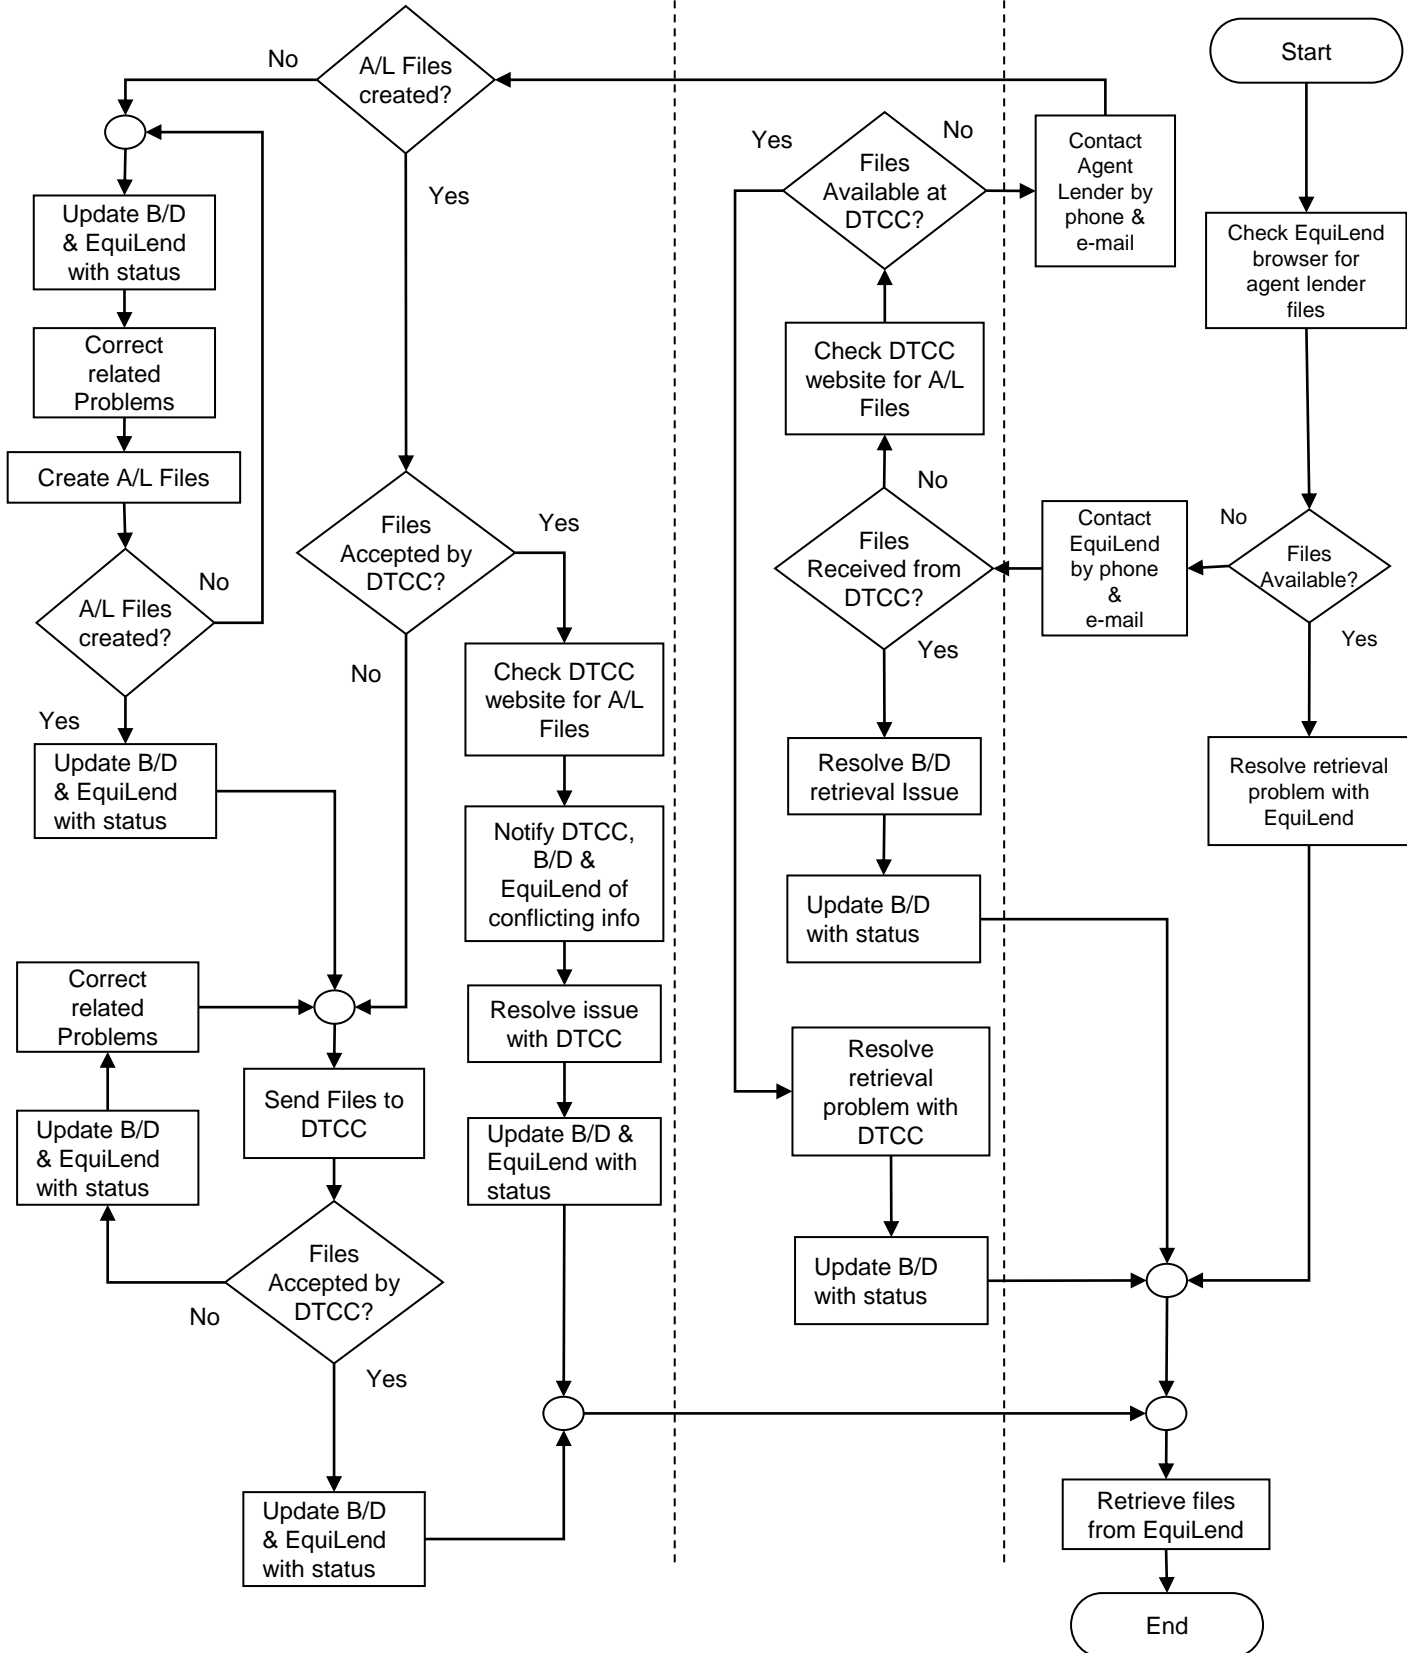 No
A/L Files
created?
Start
Yes
Files
Available at
DTCC?
No
Contact
Agent
Lender by
phone &
e-mail
Yes
Update B/D
& EquiLend
with status
Check EquiLend
browser for
agent lender
files
Correct
related
Problems
Check DTCC
website for A/L
Files
Create A/L Files
No
Files
Accepted by
DTCC?
Yes
Files
Received from
DTCC?
Contact
EquiLend
by phone
&
e-mail
No
Files
Available?
No
A/L Files
created?
Yes
Yes
No
Check DTCC
website for A/L
Files
Yes
Update B/D
& EquiLend
with status
Resolve B/D
retrieval Issue
Resolve retrieval
problem with
EquiLend
Notify DTCC,
B/D &
EquiLend of
conflicting info
Update B/D
with status
Correct
related
Problems
Resolve issue
with DTCC
Resolve
retrieval
problem with
DTCC
Send Files to
DTCC
Update B/D
& EquiLend
with status
Update B/D &
EquiLend with
status
Files
Accepted by
DTCC?
Update B/D
with status
No
Yes
Update B/D
& EquiLend
with status
Retrieve files
from EquiLend
End